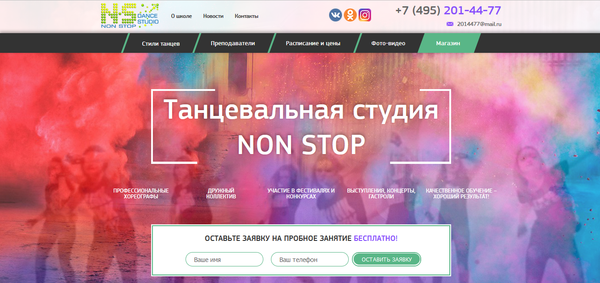 NS DANCE STUDIO
NON STOP
О школе Новости Контакты
+7 (495) 201-44-77
2014477@mail.ru
Стили танцев Преподаватели Расписание и цены Фото-видео Магазин
Танцевальная студия
NON STOP
ПРОФЕССИОНАЛЬНЫЕ ХОРЕОГРАФЫ
ДРУЖНЫЙ КОЛЛЕКТИВ
УЧАСТИЕ В ФЕСТИВАЛЯХ И КОНКУРСАХ
ВЫСТУПЛЕНИЯ, КОНЦЕРТЫ, ГАСТРОЛИ
КАЧЕСТВЕННОЕ ОБУЧЕНИЕ – ХОРОШИЙ РЕЗУЛЬТАТ!
ОСТАВЬТЕ ЗАЯВКУ НА ПРОБНОЕ ЗАНЯТИЕ БЕСПЛАТНО!
Ваше имя Ваш телефон ОСТАВИТЬ ЗАЯВКУ